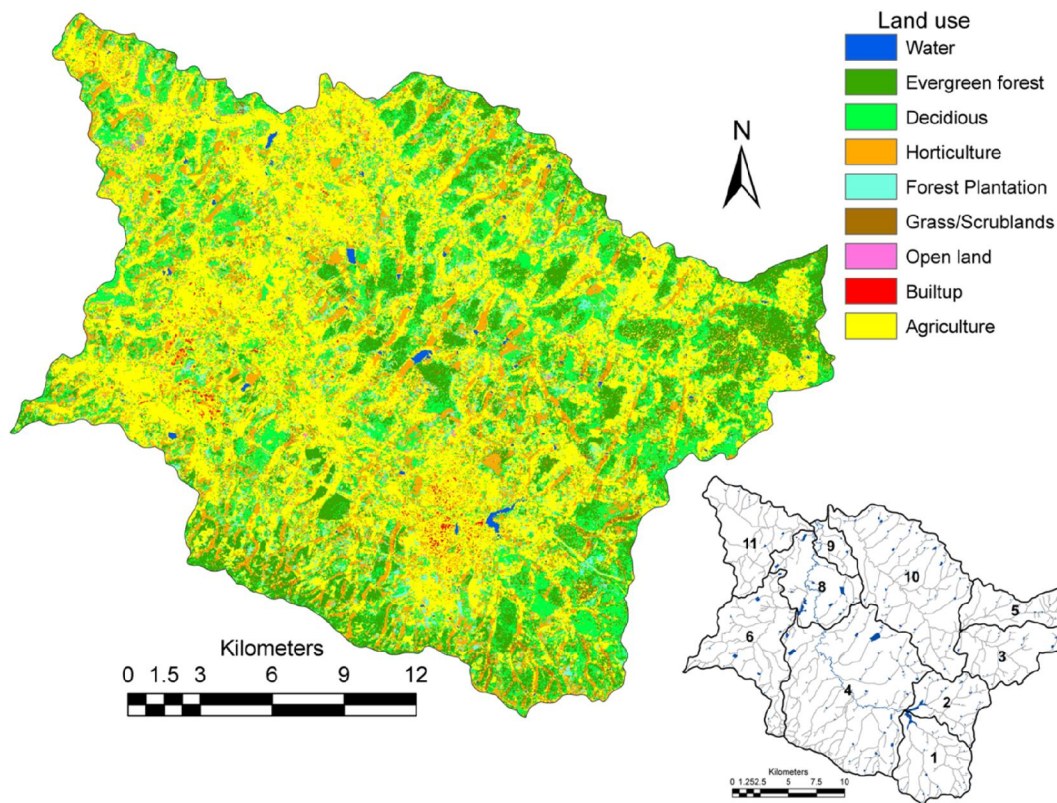 Land use
Water
Evergreen forest
Decidious
Horticulture
Forest Plantation
Grass/Scrublands
Open land
Builtup
Agriculture
N
Kilometers
0 1.5 3 6 9 12
11
9
8
10
5
6
3
4
2
1
Kilometers
0 1.25 2.5 5 7.5 10